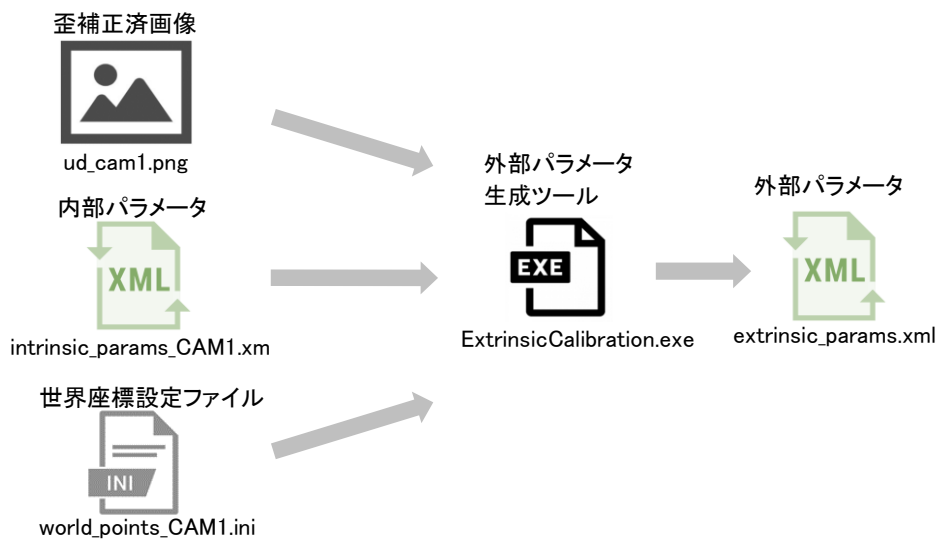 歪補正済画像
ud_cam1.png
内部パラメータ
XML
intrinsic_params_CAM1.xm
世界座標設定ファイル
INI
world_points_CAM1.ini
外部パラメータ
生成ツール
EXE
ExtrinsicCalibration.exe
外部パラメータ
XML
extrinsic_params.xml